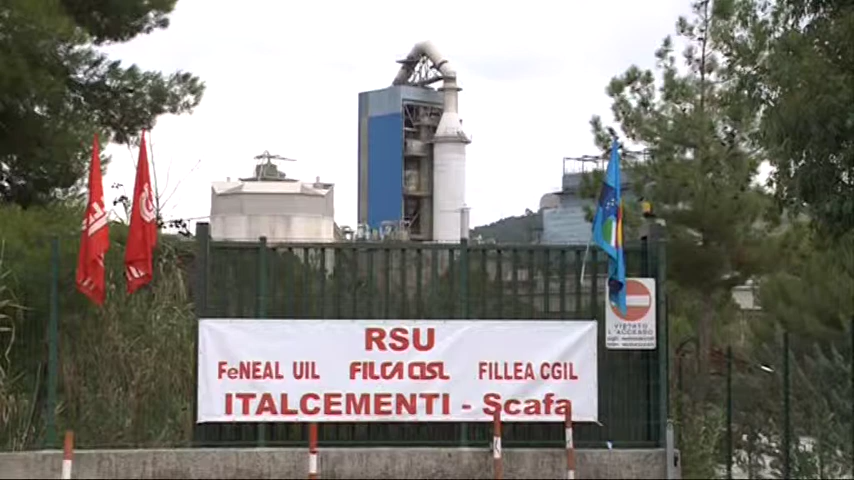 RSU
FeNEAL UIL FILCA CISL FILLEA CGIL
ITALCEMENTI - Scafa
VIETATO
L'ACCESSO